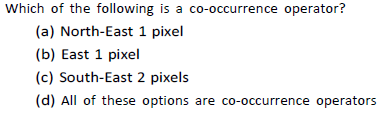 Which of the following is a co-occurrence operator?
(a) North-East 1 pixel
(b) East 1 pixel
(c) South-East 2 pixels
(d) All of these options are co-occurrence operators